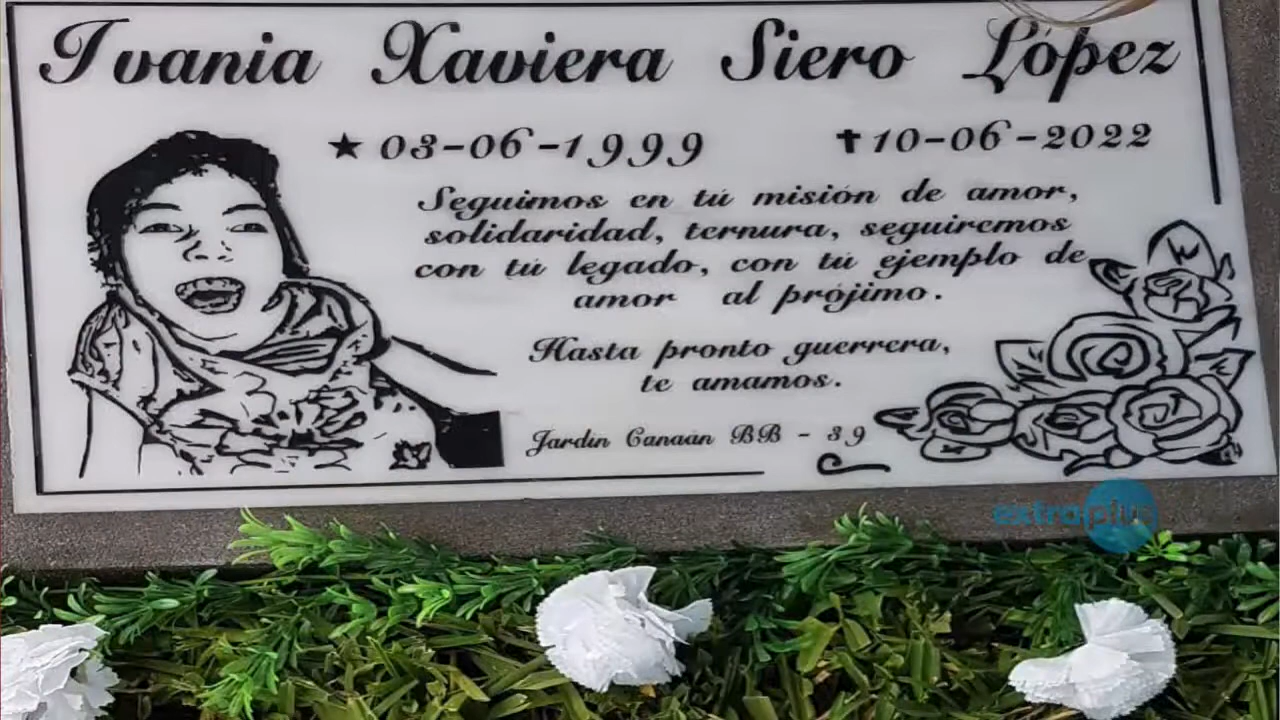 Ivania Xaviera Siero López
★ 03-06-1999 ✝10-06-2022
Seguimos en tú misión de amor,
solidaridad, ternura, seguiremos
con tú legado, con tú ejemplo de
amor al prójimo.
Hasta pronto guerrera,
te amamos.
Jardín Canaán BB - 39
extraplus